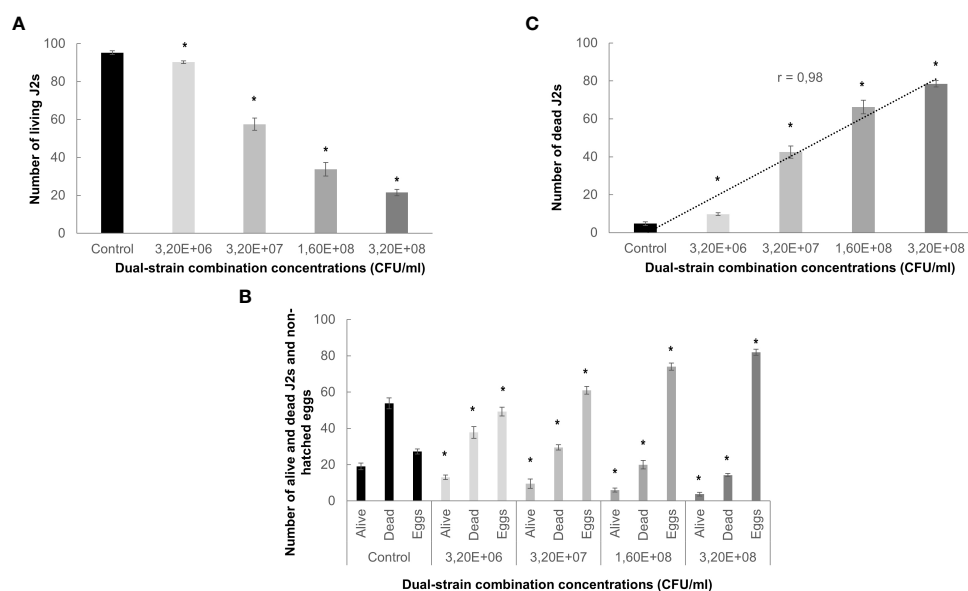 A
100
80
60
40
20
0
Number of living J2s
*
*
*
*
Control 3,20E+06 3,20E+07 1,60E+08 3,20E+08
Dual-strain combination concentrations (CFU/ml)
C
100
80
60
40
20
0
Number of dead J2s
r = 0,98
*
*
*
*
Control 3,20E+06 3,20E+07 1,60E+08 3,20E+08
Dual-strain combination concentrations (CFU/ml)
B
100
80
60
40
20
0
Number of alive and dead J2s and non-
hatched eggs
* * *
* * *
* * *
* * *
Alive Dead Eggs Alive Dead Eggs Alive Dead Eggs Alive Dead Eggs Alive Dead Eggs
Control 3,20E+06 3,20E+07 1,60E+08 3,20E+08
Dual-strain combination concentrations (CFU/ml)